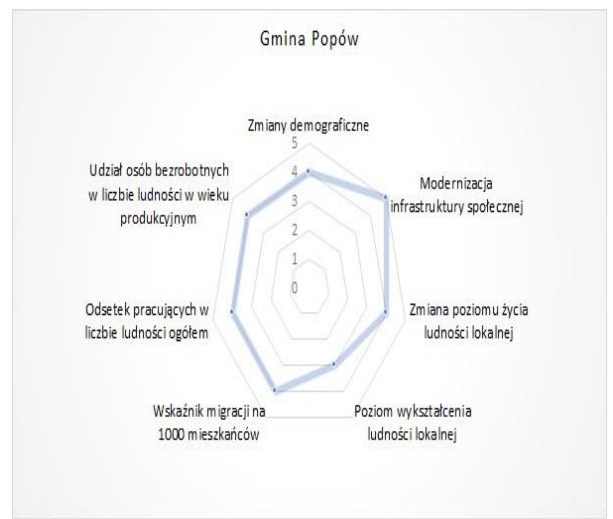 Gmina Popów
Zmiany demograficzne
5
4
3
2
1
0
Modernizacja
infrastruktury społecznej
Zmiana poziomu życia
ludności lokalnej
Poziom wykształcenia
ludności lokalnej
Wskaźnik migracji na
1000 mieszkańców
Odsetek pracujących w
liczbie ludności ogółem
Udział osób bezrobotnych
w liczbie ludności w wieku
produkcyjnym